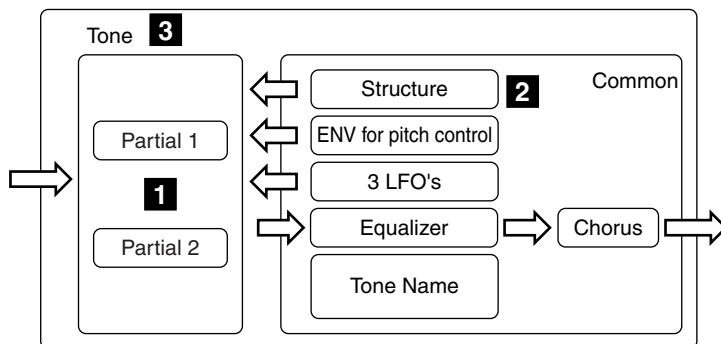 Tone 3
Structure
2
Common
Partial 1
ENV for pitch control
1
3 LFO's
Partial 2
Equalizer
Chorus
Tone Name